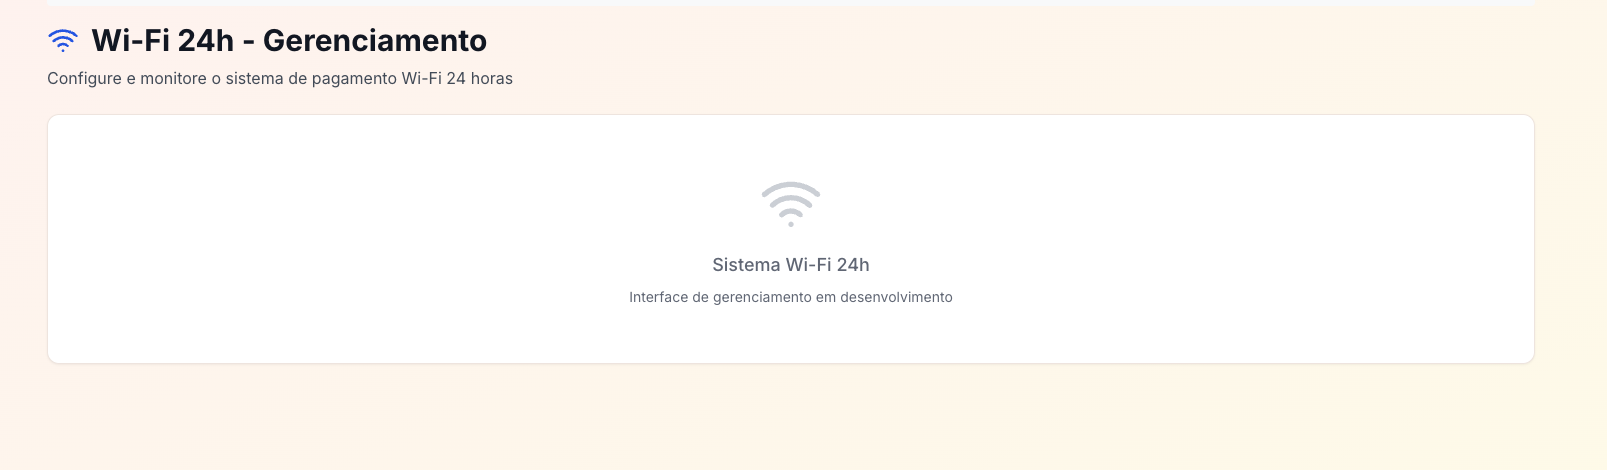 Wi-Fi 24h - Gerenciamento
Configure e monitore o sistema de pagamento Wi-Fi 24 horas
Sistema Wi-Fi 24h
Interface de gerenciamento em desenvolvimento